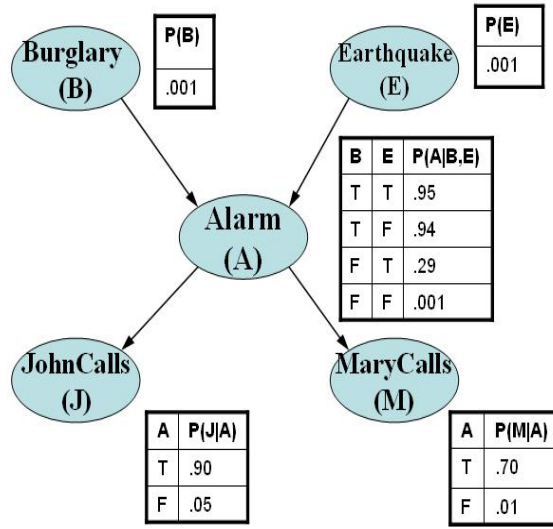 Burglary
(B)
P(B)
.001
Earthquake
(E)
P(E)
.001
B E P(A|B,E)
T T .95
T F .94
F T .29
F F .001
Alarm
(A)
JohnCalls
(J)
MaryCalls
(M)
A P(J|A)
T .90
F .05
A P(M|A)
T .70
F .01